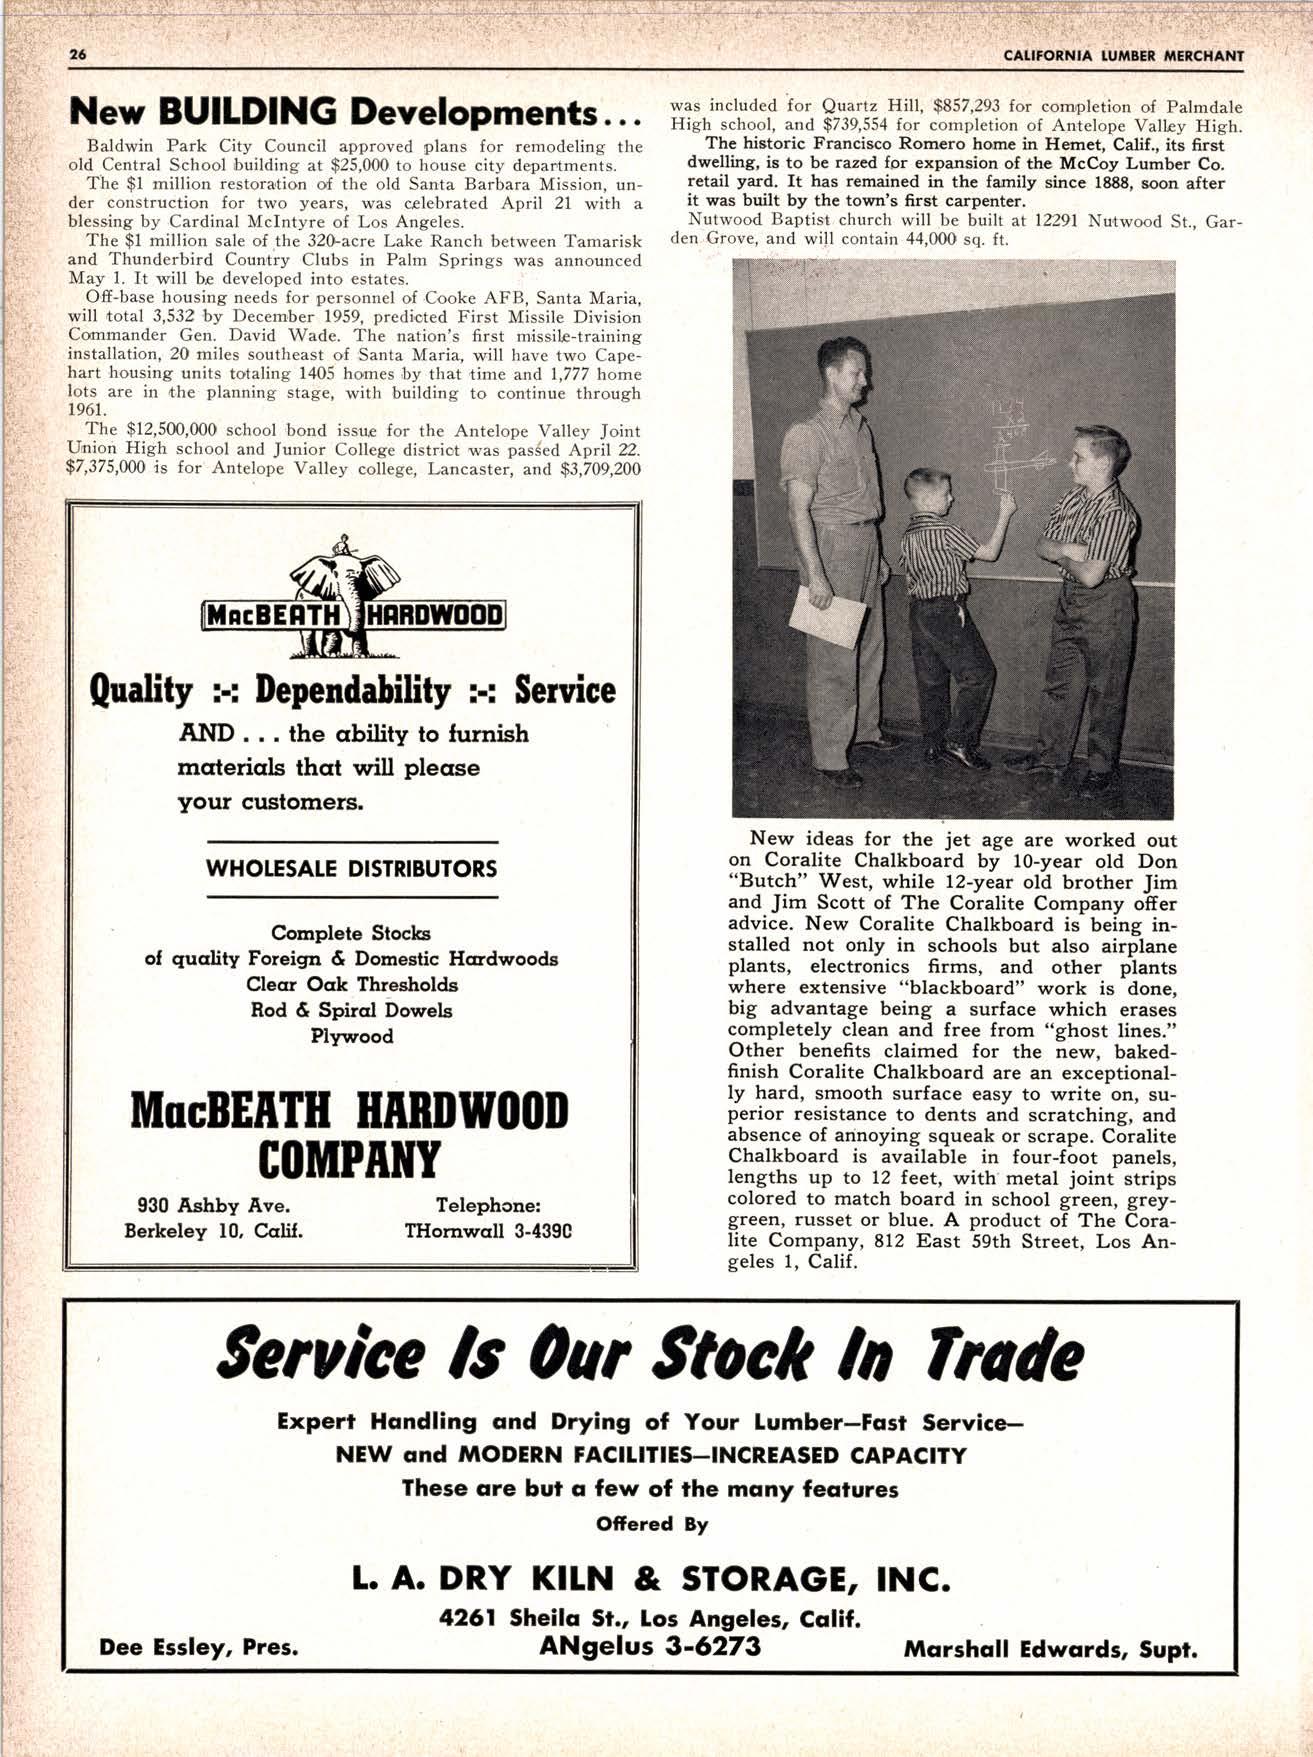 26
CALIFORNIA LUMBER MERCHANT
New BUILDING Developments...
Baldwin Park City Council approved plans for remodeling the
old Central School building at $25,000 to house city departments.
The $1 million restoration of the old Santa Barbara Mission, un-
der construction for two years, was celebrated April 21 with a
blessing by Cardinal McIntyre of Los Angeles.
The $1 million sale of the 320-acre Lake Ranch between Tamarisk
and Thunderbird Country Clubs in Palm Springs was announced
May 1. It will be developed into estates.
Off-base housing needs for personnel of Cooke AFB, Santa Maria,
will total 3,532 by December 1959, predicted First Missile Division
Commander Gen. David Wade. The nation's first missile-training
installation, 20 miles southeast of Santa Maria, will have two Cape-
hart housing units totaling 1405 homes by that time and 1,777 home
lots are in the planning stage, with building to continue through
1961.
The $12,500,000 school bond issue for the Antelope Valley Joint
Union High school and Junior College district was passed April 22.
$7,375,000 is for Antelope Valley college, Lancaster, and $3,709,200
was included for Quartz Hill, $857,293 for completion of Palmdale
High school, and $739,554 for completion of Antelope Valley High.
The historic Francisco Romero home in Hemet, Calif., its first
dwelling, is to be razed for expansion of the McCoy Lumber Co.
retail yard. It has remained in the family since 1888, soon after
it was built by the town's first carpenter.
Nutwood Baptist church will be built at 12291 Nutwood St., Gar-
den Grove, and will contain 44,000 sq. ft.
MacBEATH HARDWOOD
Quality :-: Dependability :-: Service
AND . . . the ability to furnish
materials that will please
your customers.
WHOLESALE DISTRIBUTORS
Complete Stocks
of quality Foreign & Domestic Hardwoods
Clear Oak Thresholds
Rod & Spiral Dowels
Plywood
MacBEATH HARDWOOD
COMPANY
930 Ashby Ave.
Berkeley 10, Calif.
Telephone:
THornwall 3-4390
New ideas for the jet age are worked out
on Coralite Chalkboard by 10-year old Don
“Butch” West, while 12-year old brother Jim
and Jim Scott of The Coralite Company offer
advice. New Coralite Chalkboard is being in-
stalled not only in schools but also airplane
plants, electronics firms, and other plants
where extensive “blackboard” work is done,
big advantage being a surface which erases
completely clean and free from “ghost lines.”
Other benefits claimed for the new, baked-
finish Coralite Chalkboard are an exceptional-
ly hard, smooth surface easy to write on, su-
perior resistance to dents and scratching, and
absence of annoying squeak or scrape. Coralite
Chalkboard is available in four-foot panels,
lengths up to 12 feet, with metal joint strips
colored to match board in school green, grey-
green, russet or blue. A product of The Cora-
lite Company, 812 East 59th Street, Los An-
geles 1, Calif.
Service Is Our Stock In Trade
Expert Handling and Drying of Your Lumber—Fast Service—
NEW and MODERN FACILITIES—INCREASED CAPACITY
These are but a few of the many features
Offered By
L. A. DRY KILN & STORAGE, INC.
4261 Sheila St., Los Angeles, Calif.
Dee Essley, Pres.
ANgelus 3-6273
Marshall Edwards, Supt.